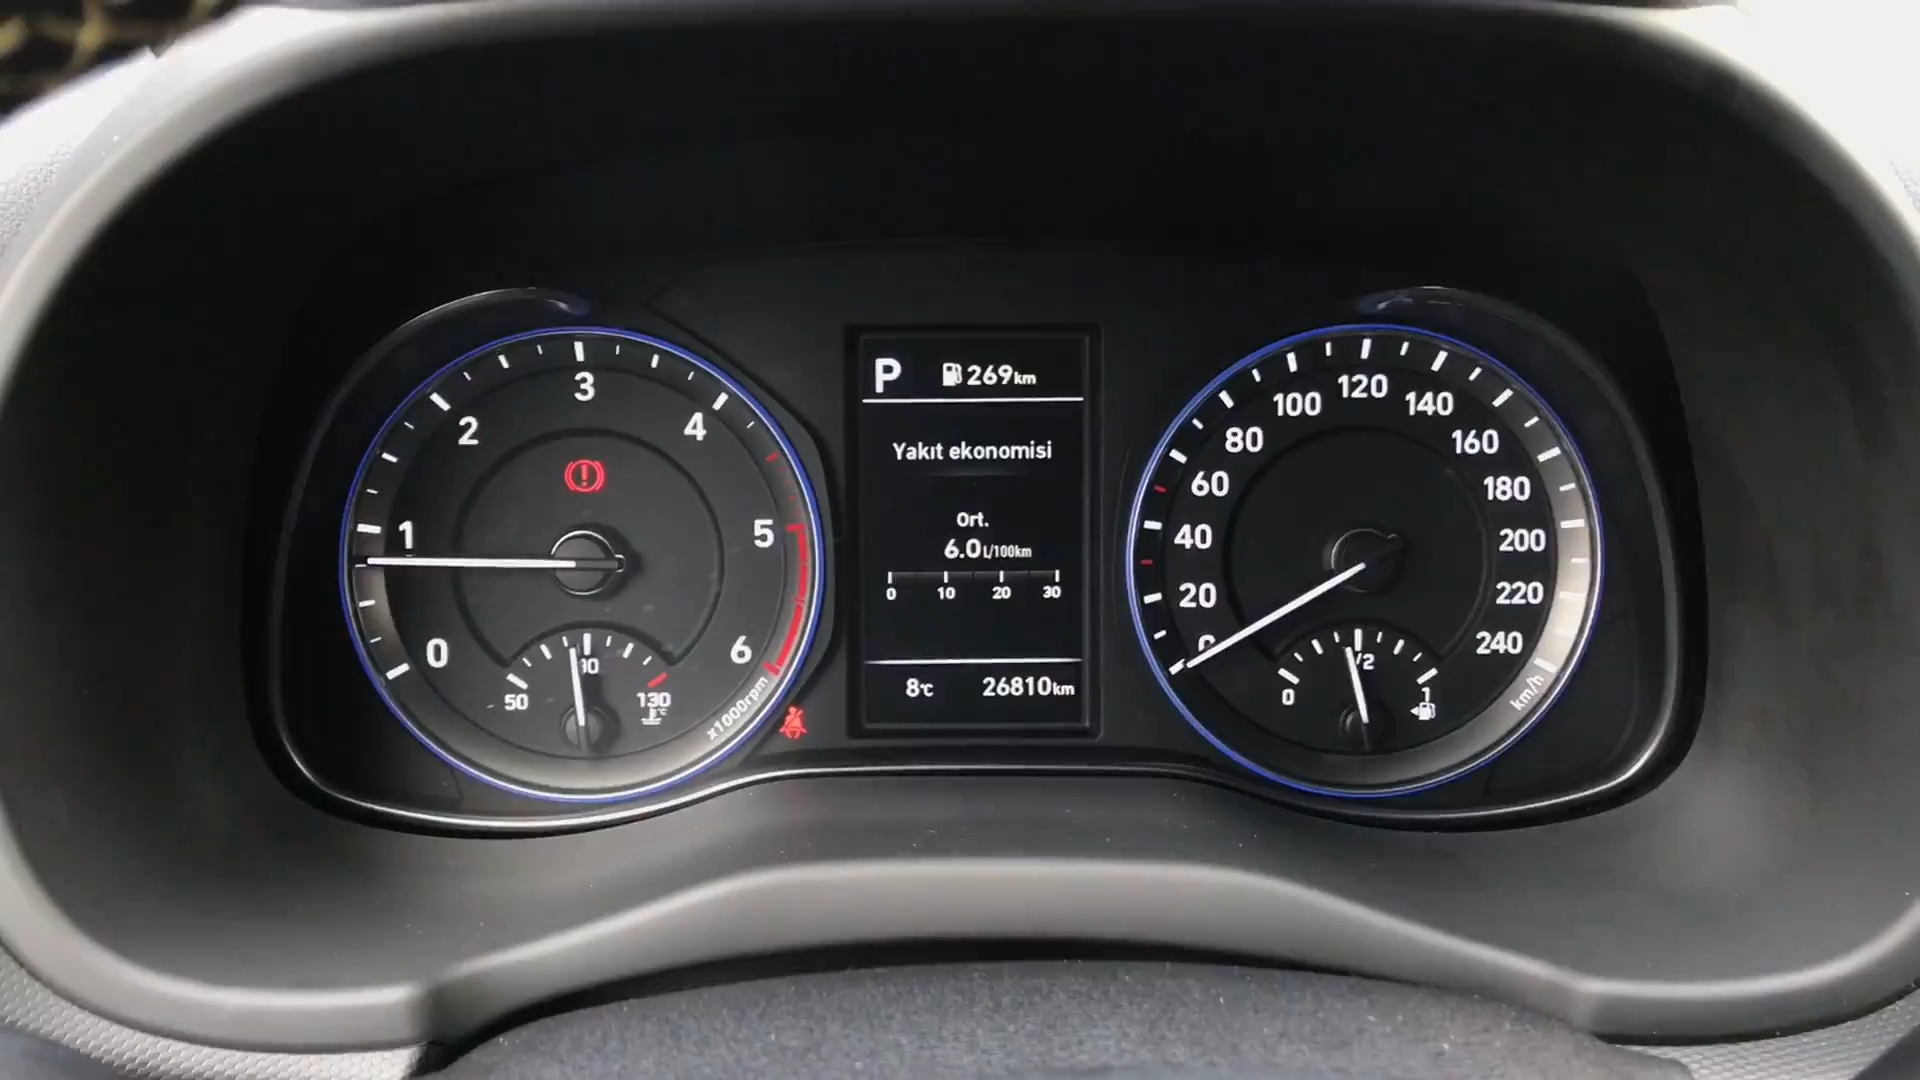 0
1
2
3
4
5
6
x1000rpm
50
130
°C
P
269km
Yakıt ekonomisi
Ort.
6.0L/100km
0 10 20 30
8°C
26810km
0
20
40
60
80
100
120
140
160
180
200
220
240
km/h
0
/2
1